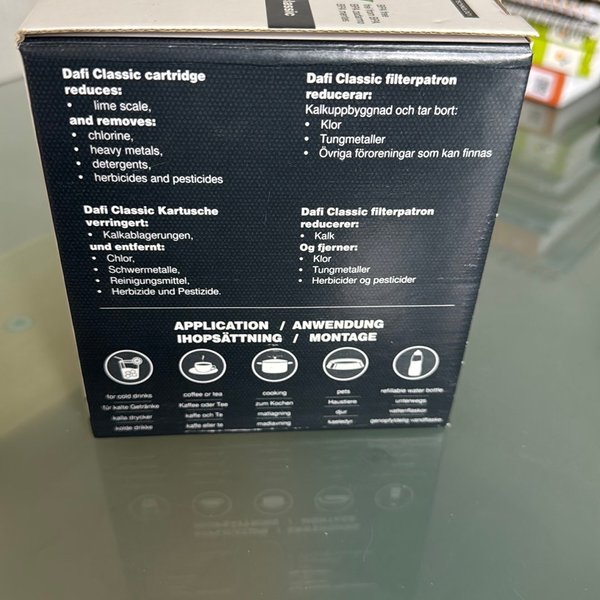 Classic
Dafi Classic cartridge
reduces:
• lime scale,
and removes:
• chlorine,
• heavy metals,
• detergents,
• herbicides and pesticides
Dafi Classic filterpatron
reducerar:
Kalkuppbyggnad och tar bort:
• Klor
• Tungmetaller
• Övriga föroreningar som kan finnas
Dafi Classic Kartusche
verringert:
• Kalkablagerungen,
und entfernt:
• Chlor,
• Schwermetalle,
• Reinigungsmittel,
• Herbizide und Pestizide.
Dafi Classic filterpatron
reducerer:
• Kalk
Og fjerner:
• Klor
• Tungmetaller
• Herbicider og pesticider
APPLICATION / ANWENDUNG
IHOPSÄTTNING / MONTAGE
for cold drinks
für kalte Getränke
kalla drycker
kolde drikke
coffee or tea
Kaffee oder Tee
kaffe och Te
kaffe eller te
cooking
zum Kochen
matlagning
madlavning
pets
Haustiere
djur
kæledyr
refillable water bottle
unterwegs
vattenflaskor
genopfyldelig vandflaske